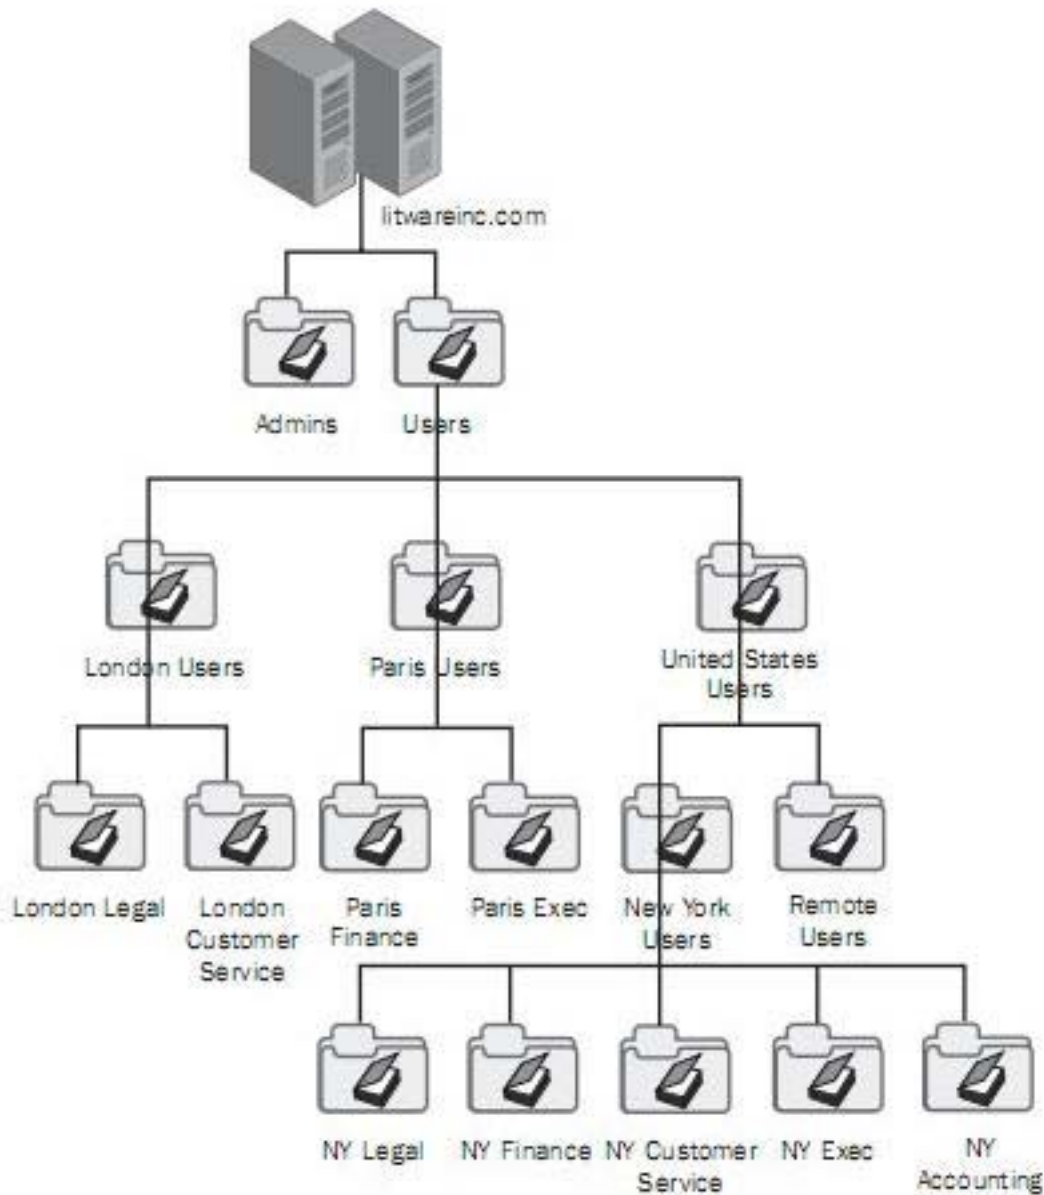 litwareinc.com
Admins
Users
London Users
Paris Users
United States
Users
London Legal
London
Customer
Service
Paris
Finance
Paris Exec
New York
Users
Remote
Users
NY Legal
NY Finance
NY Customer
Service
NY Exec
NY
Accounting